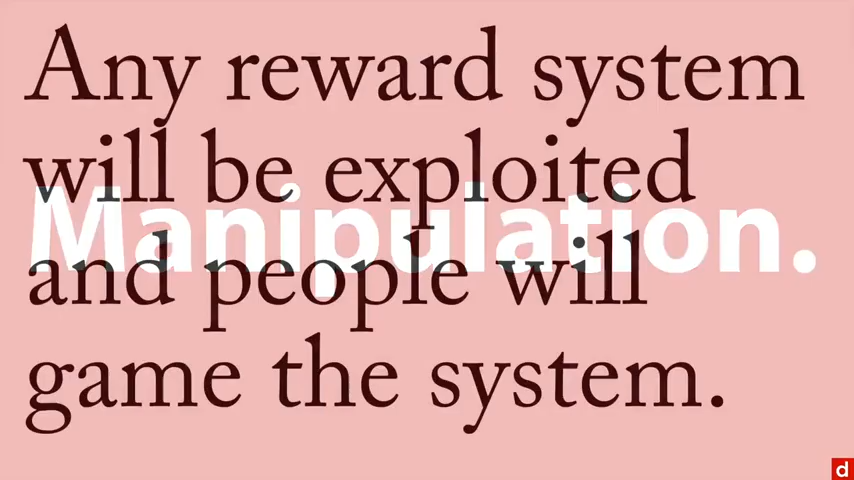 Any reward system
will be exploited
Manipulation.
and people will
game the system.
d